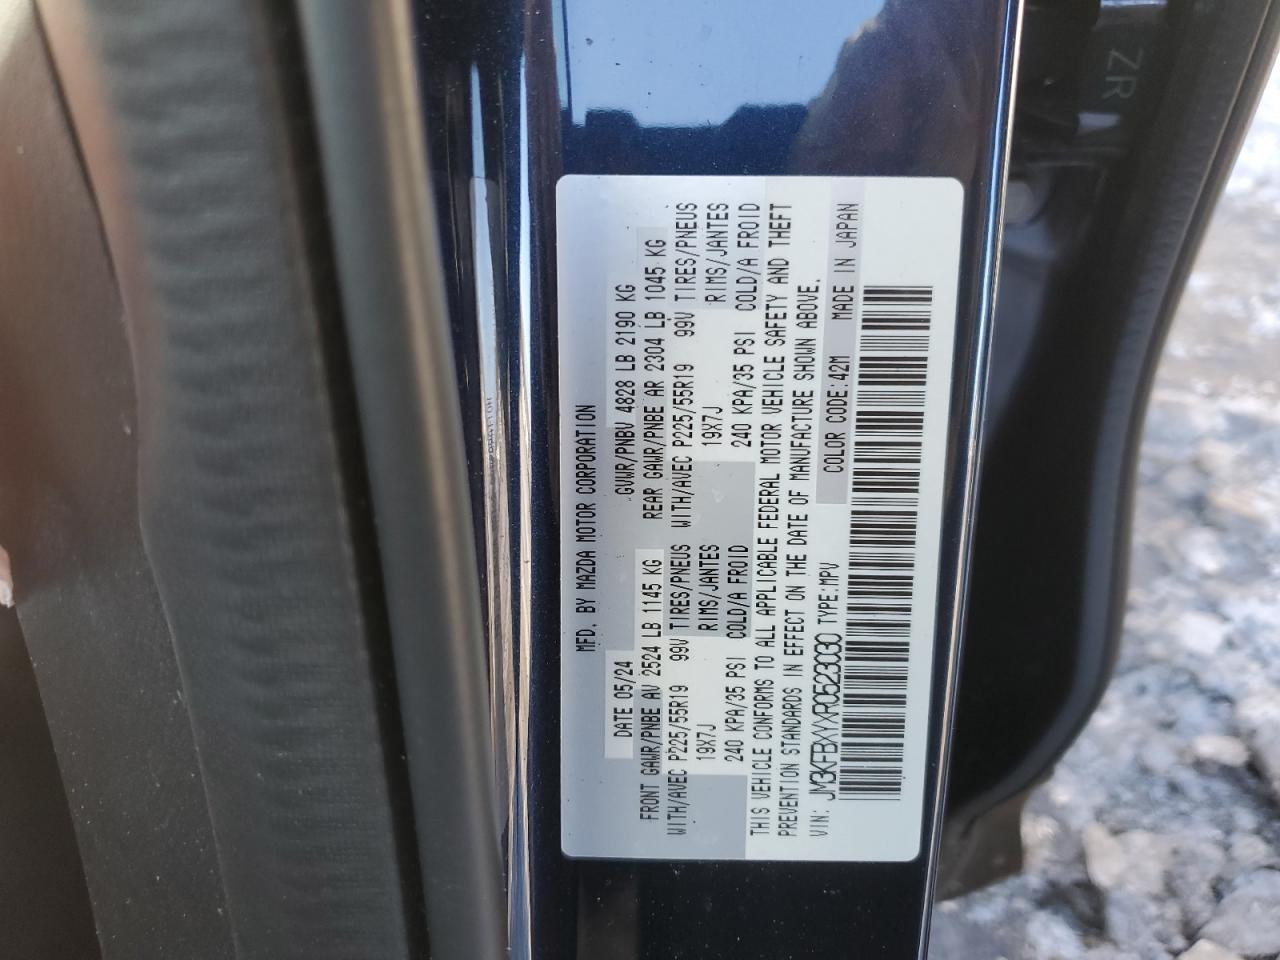 MFD. BY MAZDA MOTOR CORPORATION
DATE 05/24 GVWR/PNBV 4828 LB 2190 KG
FRONT GAWR/PNBE AV 2524 LB 1145 KG REAR GAWR/PNBE AR 2304 LB 1045 KG
WITH/AVEC P225/55R19 99V TIRES/PNEUS WITH/AVEC P225/55R19 99V TIRES/PNEUS
19X7J RIMS/JANTES 19X7J RIMS/JANTES
240 KPA/35 PSI COLD/A FROID 240 KPA/35 PSI COLD/A FROID
THIS VEHICLE CONFORMS TO ALL APPLICABLE FEDERAL MOTOR VEHICLE SAFETY AND THEFT
PREVENTION STANDARDS IN EFFECT ON THE DATE OF MANUFACTURE SHOWN ABOVE.
VIN: JM3KFBXYXR0523030 TYPE:MPV COLOR CODE:42M MADE IN JAPAN
ZR